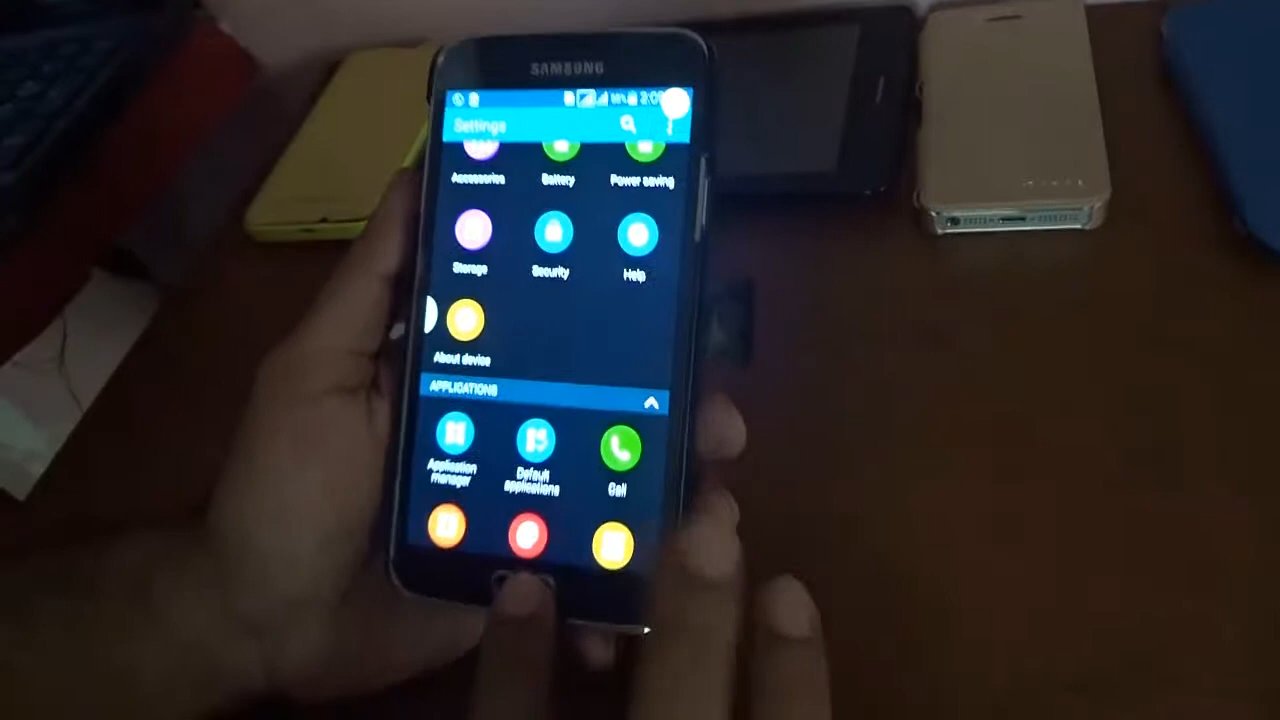 SAMSUNG
Settings
Accessories Battery Power saving
Storage Security Help
About device
APPLICATIONS
Application manager Default applications Call